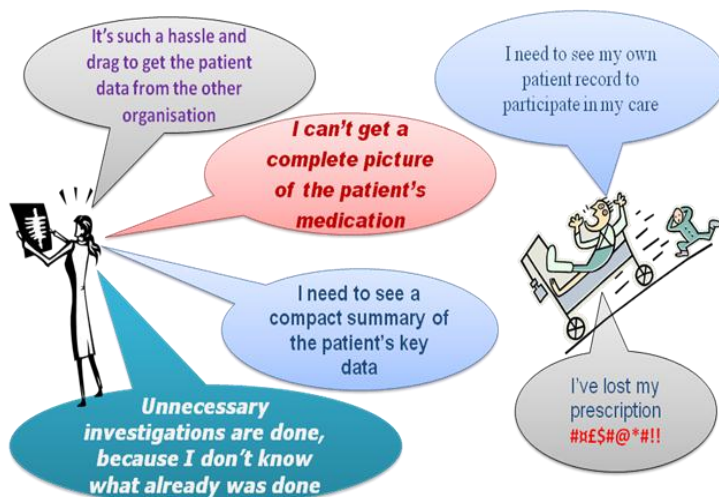 It's such a hassle and
drag to get the patient
data from the other
organisation
I can't get a
complete picture
of the patient's
medication
I need to see a
compact summary of
the patient's key
data
Unnecessary
investigations are done,
because I don't know
what already was done
I need to see my own
patient record to
participate in my care
I've lost my
prescription
#¤£$#@*#!!